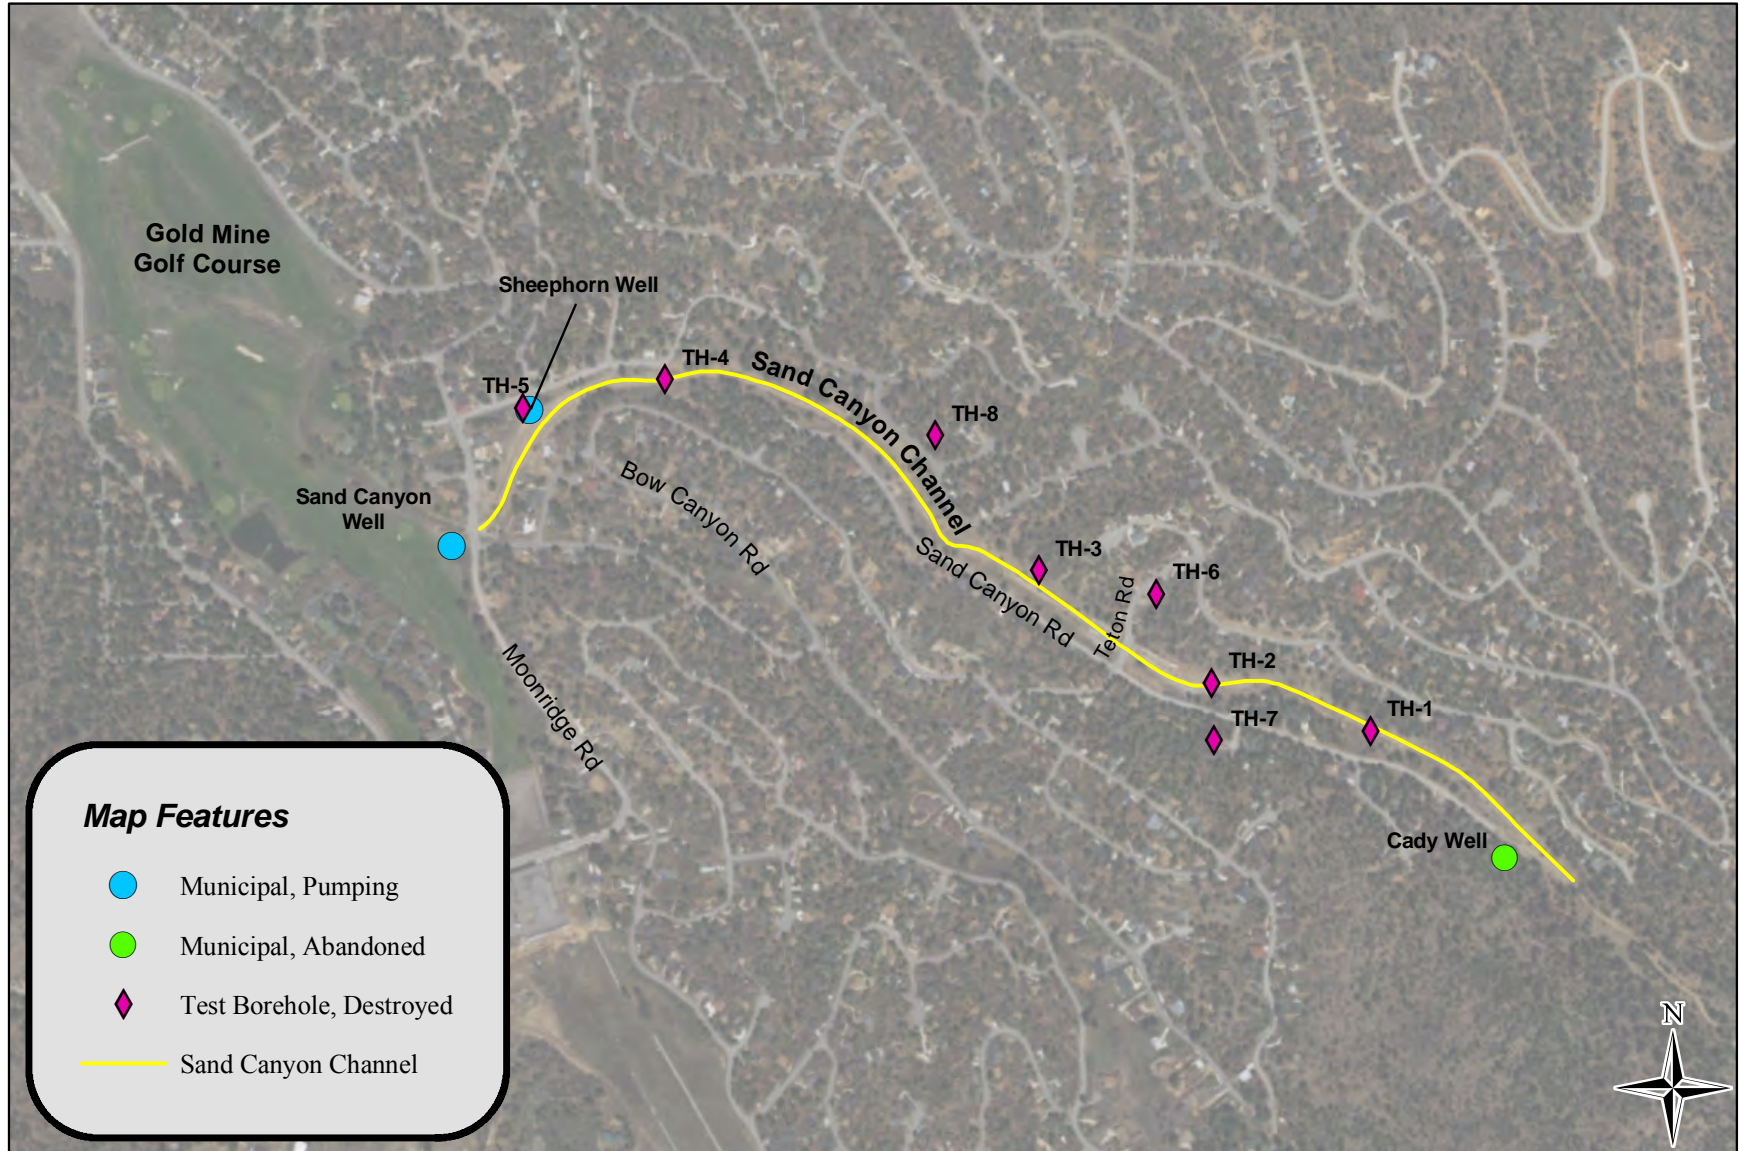 Gold Mine
Golf Course
Sheephorn Well
TH-4
Sand Canyon Channel
TH-5
TH-8
Bow Canyon Rd
Sand Canyon
Well
Sand Canyon Rd
TH-3
TH-6
Teton Rd
TH-2
Moonridge Rd
TH-7
TH-1
Cady Well
Map Features
Municipal, Pumping
Municipal, Abandoned
Test Borehole, Destroyed
Sand Canyon Channel
N